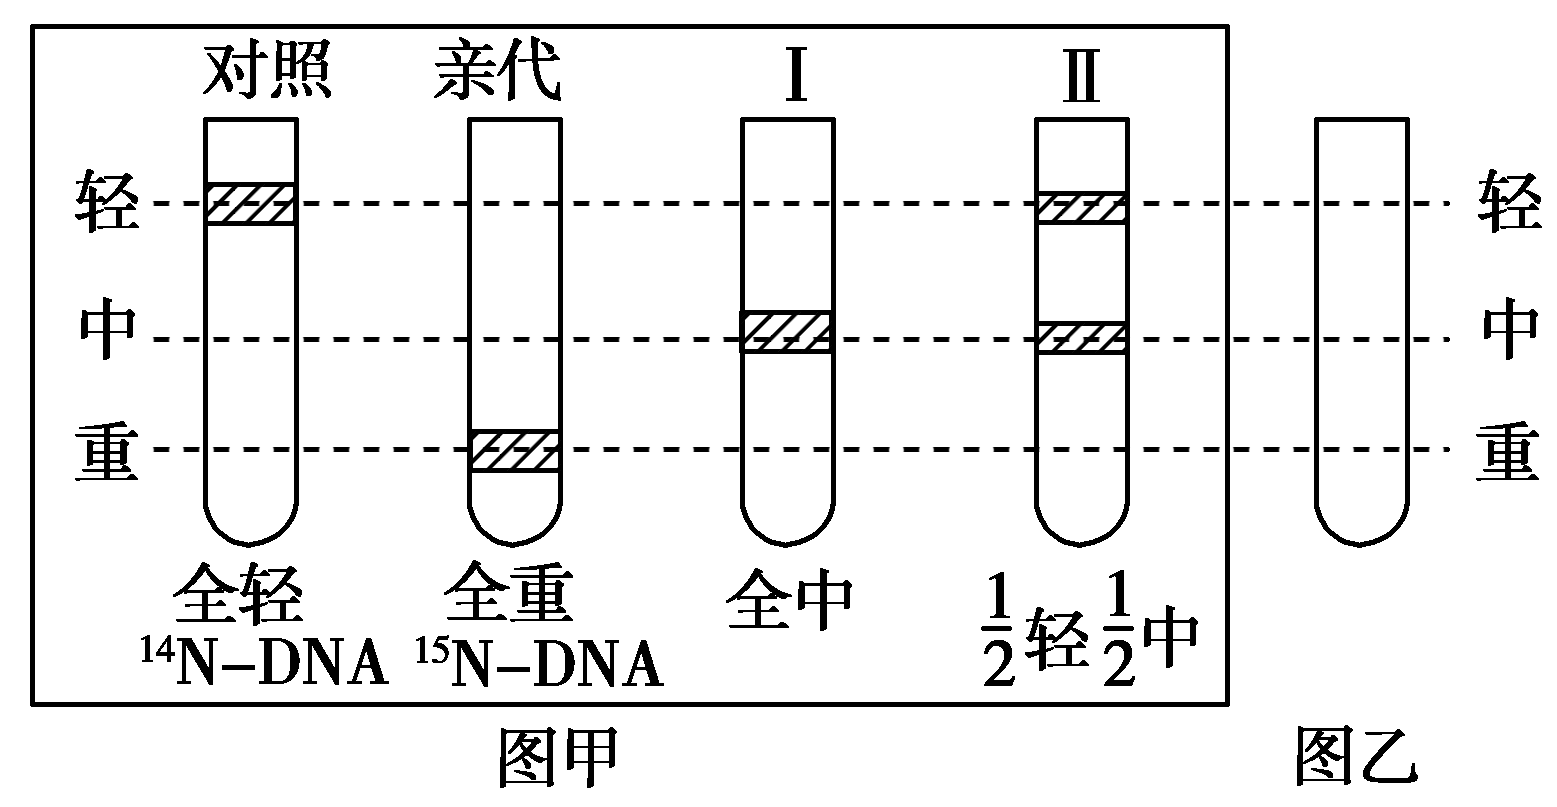 对照 亲代 Ⅰ Ⅱ
轻 轻
中 中
重 重
全轻 全重 全中 1/2轻1/2中
¹⁴N-DNA ¹⁵N-DNA
图甲 图乙